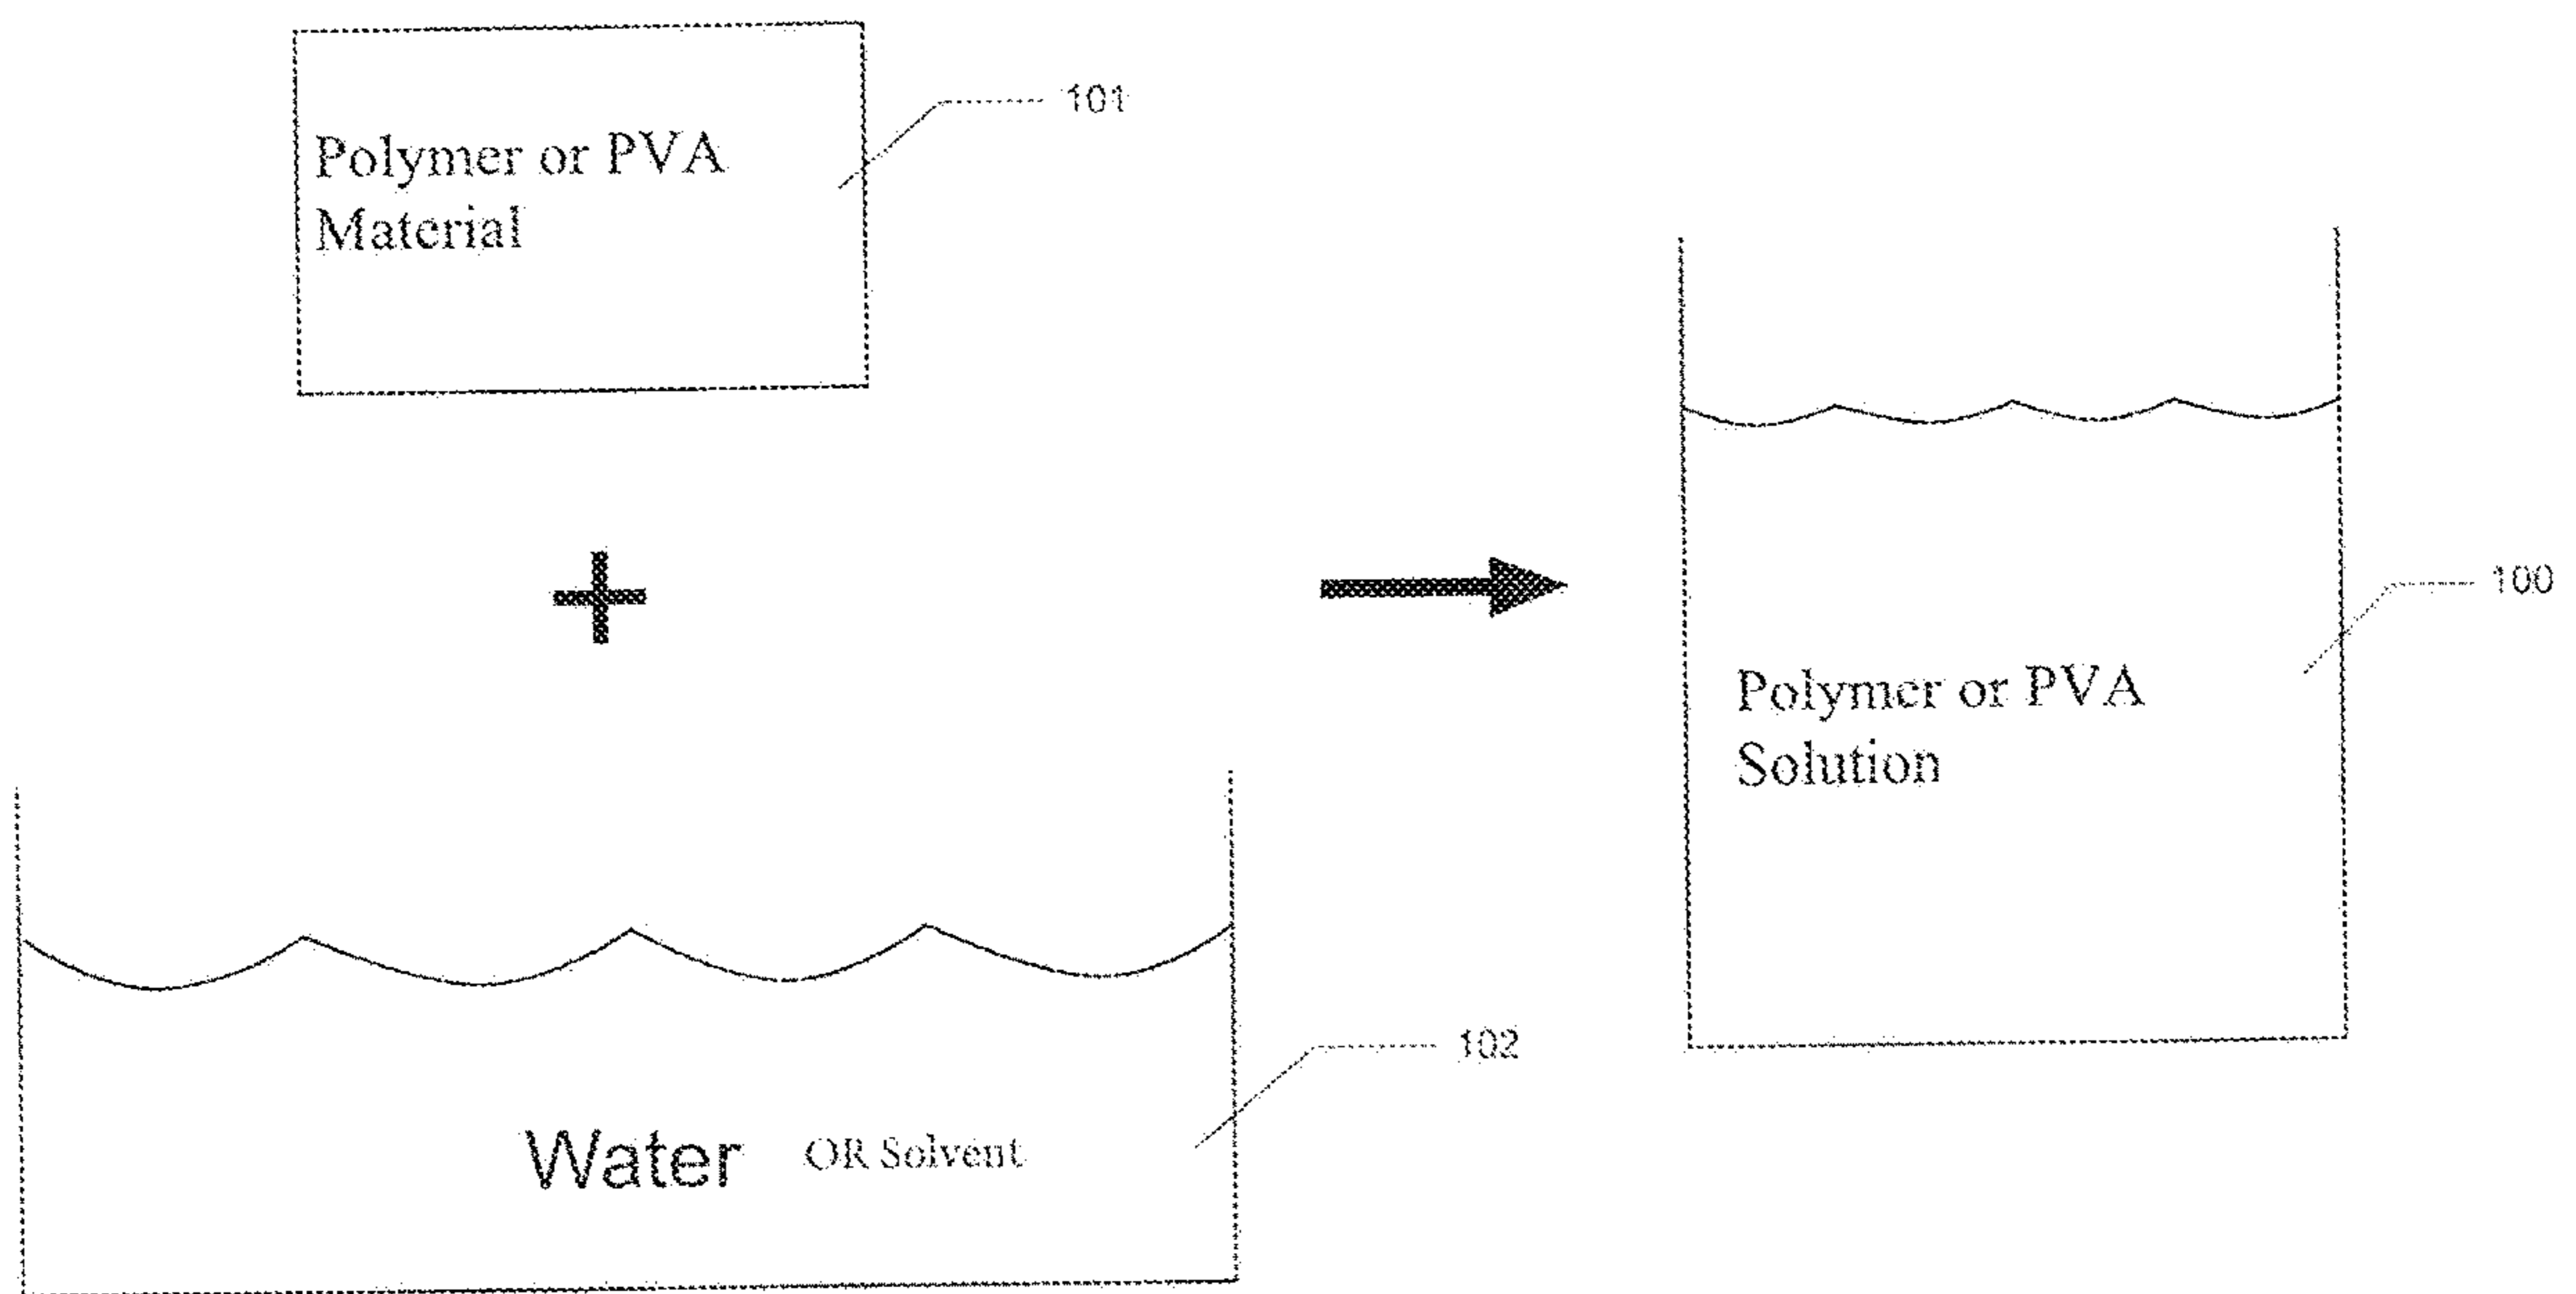 101
Polymer or PVA
Material
100
Polymer or PVA
Solution
102
Water OR Solvent